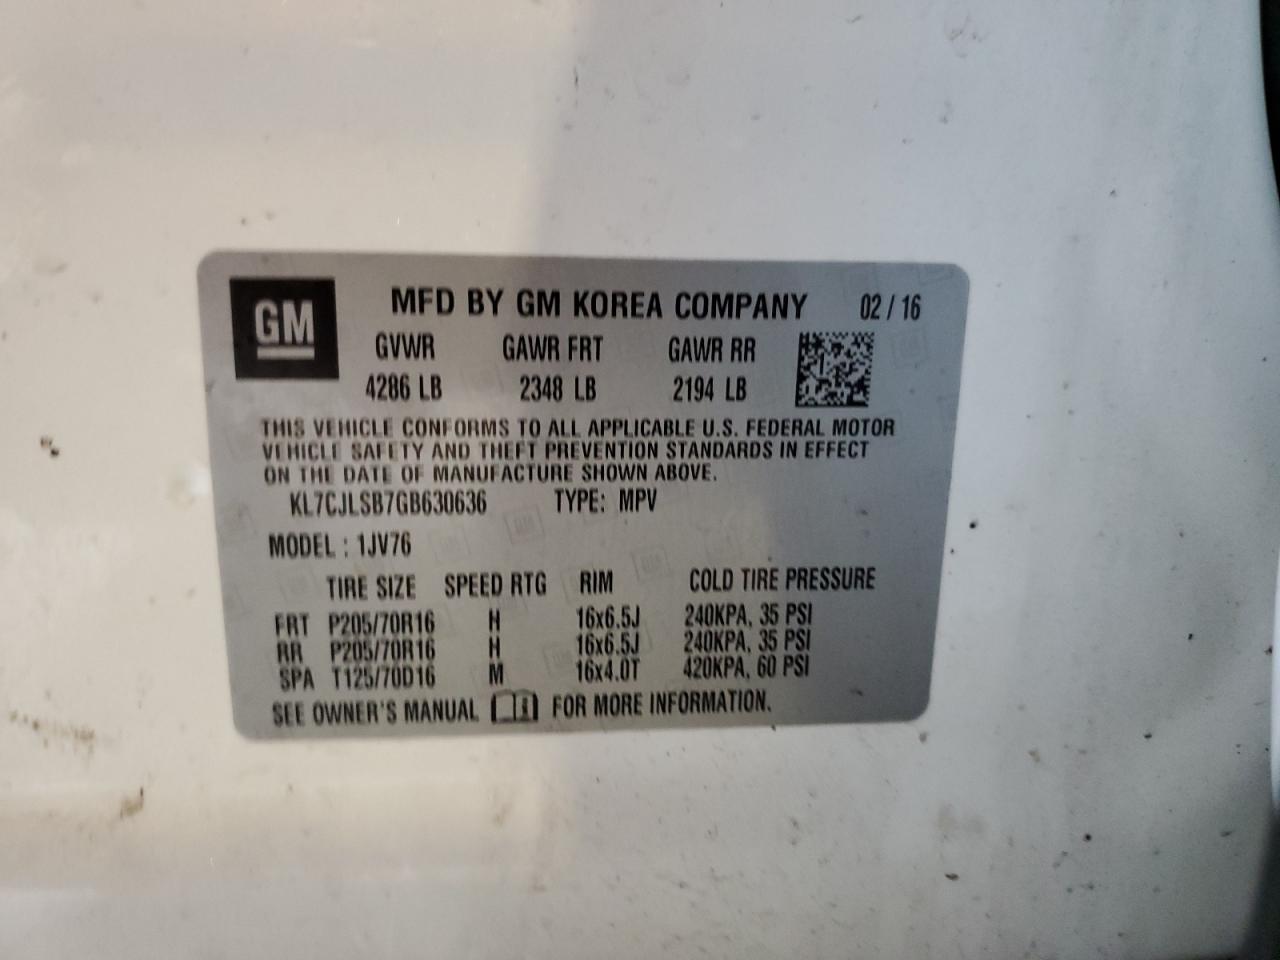 GM
MFD BY GM KOREA COMPANY 02 / 16
GVWR GAWR FRT GAWR RR
4286 LB 2348 LB 2194 LB
THIS VEHICLE CONFORMS TO ALL APPLICABLE U.S. FEDERAL MOTOR
VEHICLE SAFETY AND THEFT PREVENTION STANDARDS IN EFFECT
ON THE DATE OF MANUFACTURE SHOWN ABOVE.
KL7CJLSB7GB630636 TYPE: MPV
MODEL : 1JV76
TIRE SIZE SPEED RTG RIM COLD TIRE PRESSURE
FRT P205/70R16 H 16x6.5J 240KPA, 35 PSI
RR P205/70R16 H 16x6.5J 240KPA, 35 PSI
SPA T125/70D16 M 16x4.0T 420KPA, 60 PSI
SEE OWNER'S MANUAL FOR MORE INFORMATION.